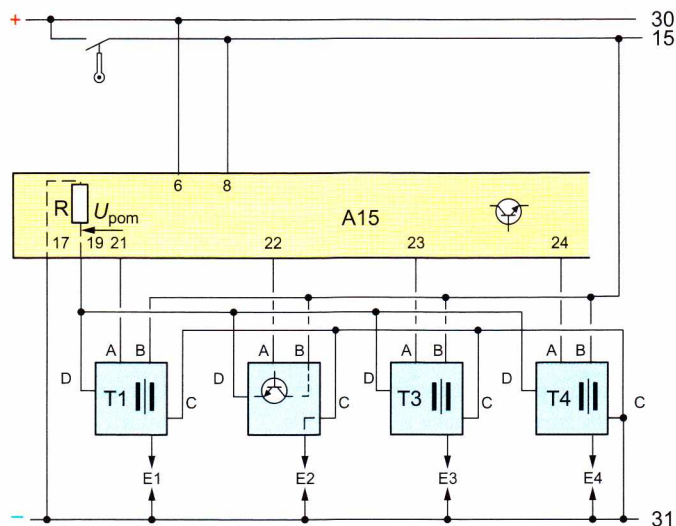 + 30
15
6 8
R U pom A15
17 19 21 22 23 24
A B A B A B A B
D T1 C D C D T3 C D T4 C
E1 E2 E3 E4
− 31